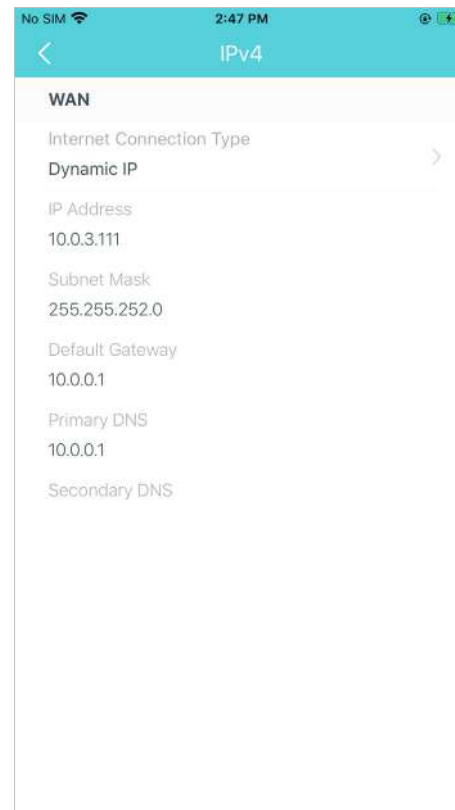 No SIM 2:47 PM
IPv4
WAN
Internet Connection Type
Dynamic IP
IP Address
10.0.3.111
Subnet Mask
255.255.252.0
Default Gateway
10.0.0.1
Primary DNS
10.0.0.1
Secondary DNS